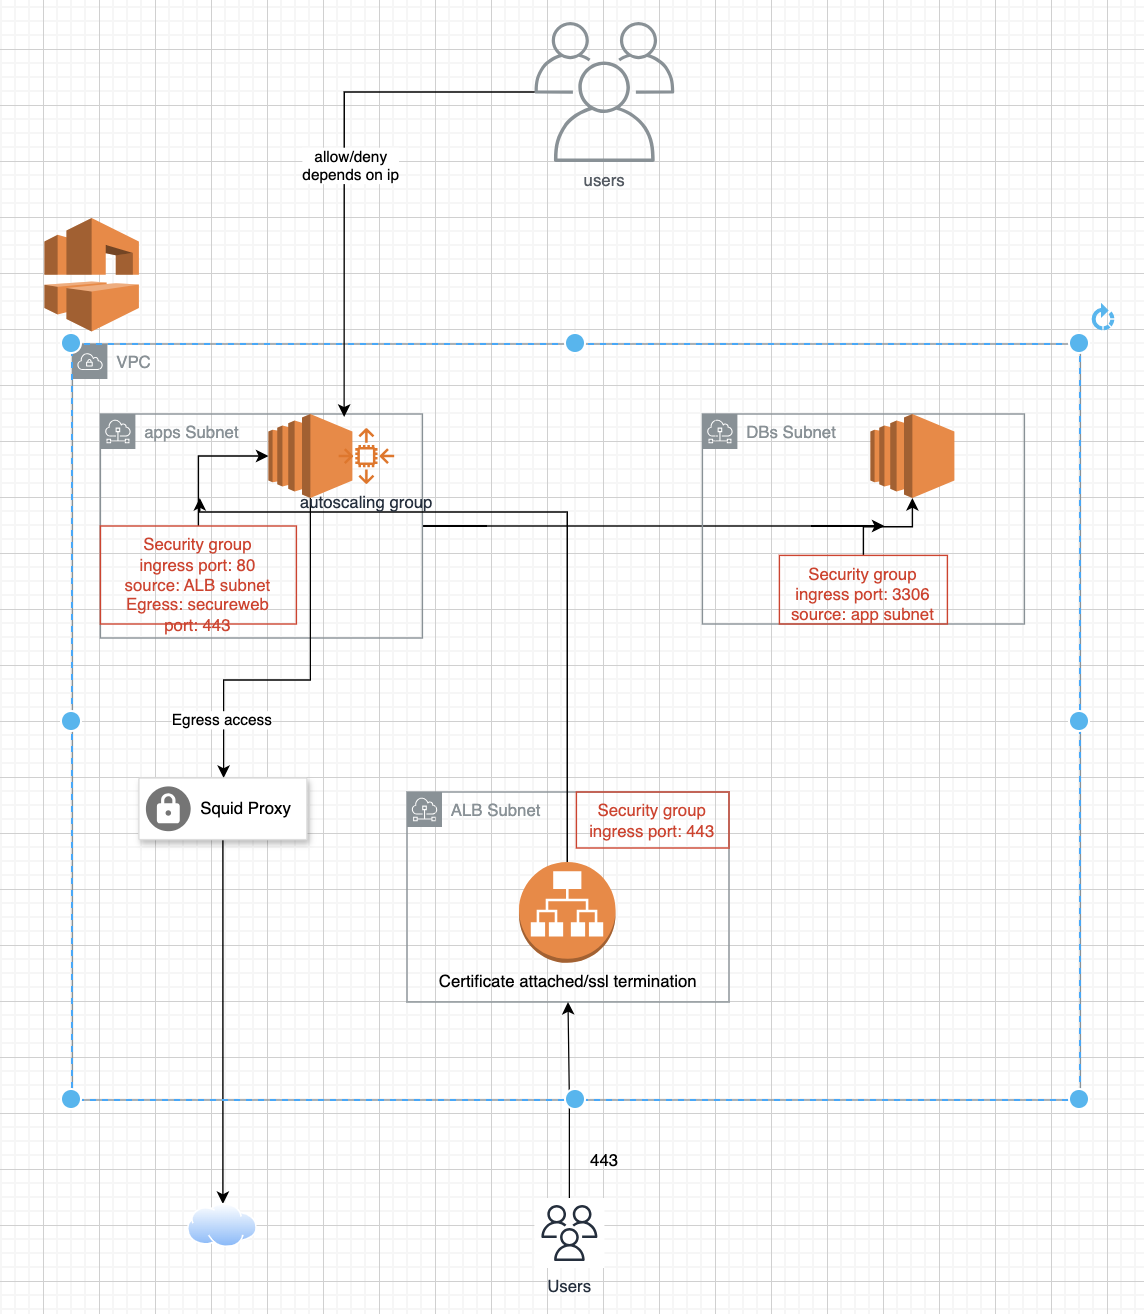 users
allow/deny
depends on ip
VPC
apps Subnet
autoscaling group
Security group
ingress port: 80
source: ALB subnet
Egress: secureweb
port: 443
DBs Subnet
Security group
ingress port: 3306
source: app subnet
Egress access
Squid Proxy
ALB Subnet
Security group
ingress port: 443
Certificate attached/ssl termination
443
Users